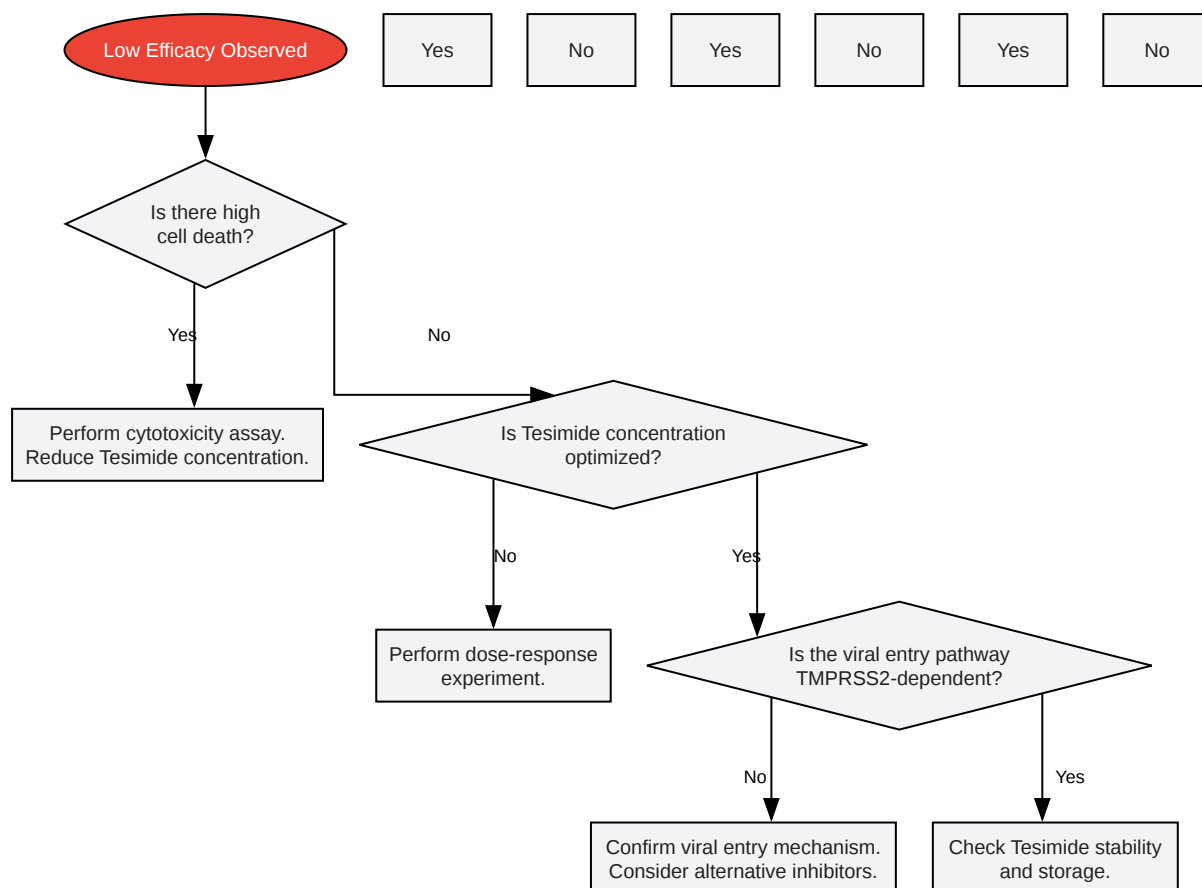 Low Efficacy Observed
Yes
No
Yes
No
Yes
No
Is there high
cell death?
Yes
No
Perform cytotoxicity assay.
Reduce Tesimide concentration.
Is Tesimide concentration
optimized?
No
Yes
Perform dose-response
experiment.
Is the viral entry pathway
TMPRSS2-dependent?
No
Yes
Confirm viral entry mechanism.
Consider alternative inhibitors.
Check Tesimide stability
and storage.